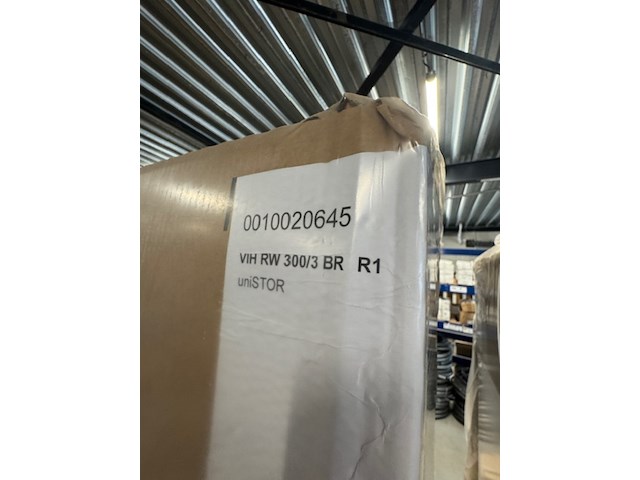 0010020645
VIH RW 300/3 BR R1
uniSTOR